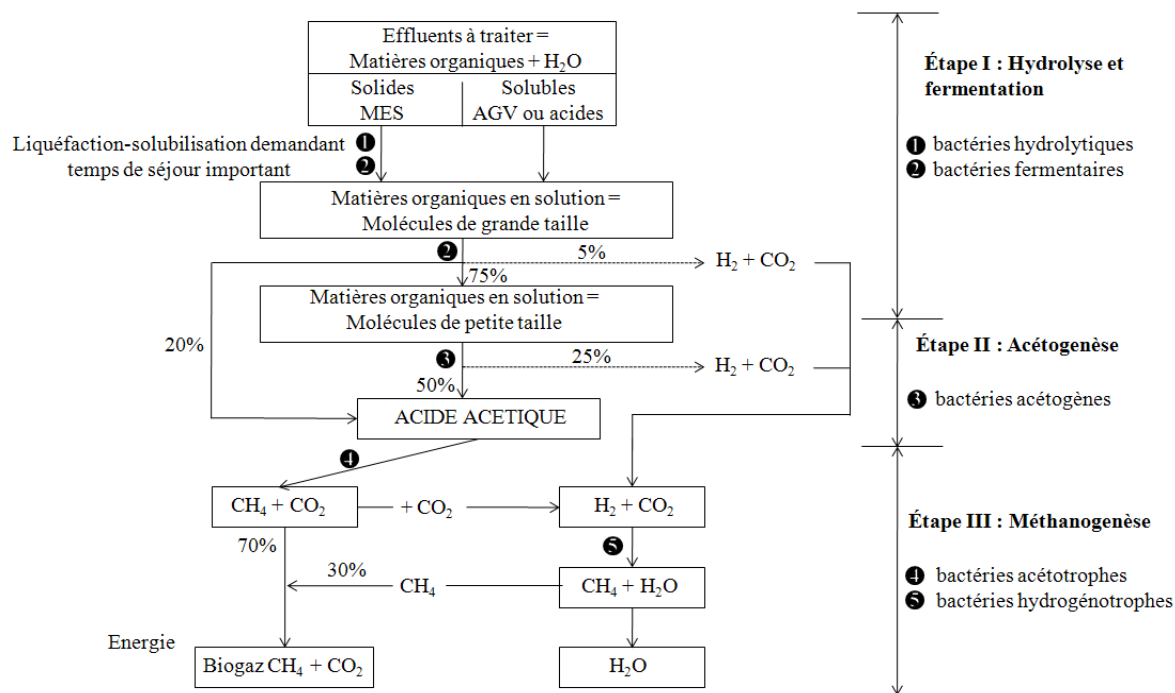 Effluents à traiter =
Matières organiques + H₂O
Solides
MES
Solubles
AGV ou acides
Liquéfaction-solubilisation demandant
temps de séjour important
❶
❷
Matières organiques en solution =
Molécules de grande taille
❷
5%
H₂ + CO₂
75%
Matières organiques en solution =
Molécules de petite taille
20%
❸
25%
H₂ + CO₂
50%
ACIDE ACETIQUE
❹
CH₄ + CO₂
+ CO₂
H₂ + CO₂
70%
❺
30%
CH₄
CH₄ + H₂O
Energie
Biogaz CH₄ + CO₂
H₂O
Étape I : Hydrolyse et
fermentation
❶ bactéries hydrolytiques
❷ bactéries fermentaires
Étape II : Acétogenèse
❸ bactéries acétogènes
Étape III : Méthanogenèse
❹ bactéries acétotrophes
❺ bactéries hydrogénotrophes